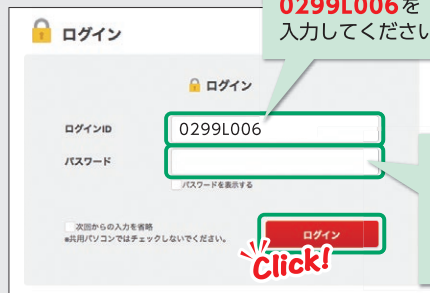 0299L006を
入力してください
ログイン
ログイン
ログインID
0299L006
パスワード
パスワードを表示する
次回からの入力を省略
※共用パソコンではチェックしないでください。
ログイン
Click!